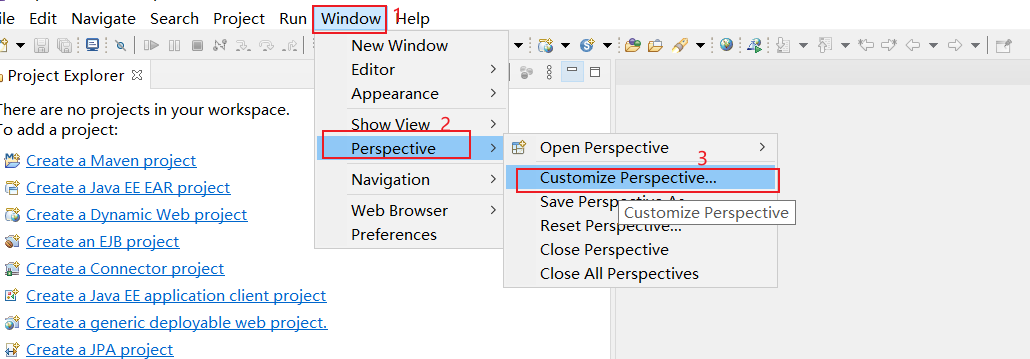 ile Edit Navigate Search Project Run Window 1 Help
New Window
Editor
Appearance
Show View 2
Perspective
Navigation
Web Browser
Preferences
Open Perspective
3
Customize Perspective...
Save Perspective As
Customize Perspective
Reset Perspective...
Close Perspective
Close All Perspectives
Project Explorer
here are no projects in your workspace.
o add a project:
Create a Maven project
Create a Java EE EAR project
Create a Dynamic Web project
Create an EJB project
Create a Connector project
Create a Java EE application client project
Create a generic deployable web project.
Create a JPA project